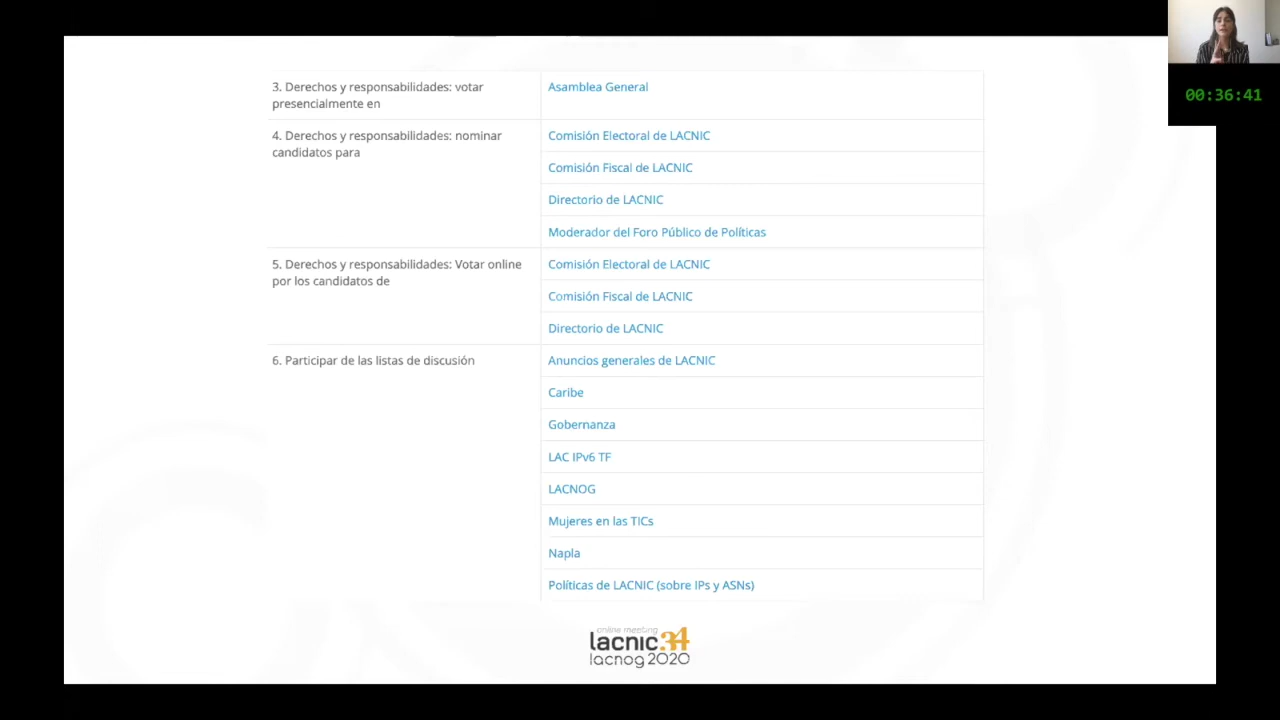 00:36:41
3. Derechos y responsabilidades: votar
presencialmente en
Asamblea General
4. Derechos y responsabilidades: nominar
candidatos para
Comisión Electoral de LACNIC
Comisión Fiscal de LACNIC
Directorio de LACNIC
Moderador del Foro Público de Políticas
5. Derechos y responsabilidades: Votar online
por los candidatos de
Comisión Electoral de LACNIC
Comisión Fiscal de LACNIC
Directorio de LACNIC
6. Participar de las listas de discusión
Anuncios generales de LACNIC
Caribe
Gobernanza
LAC IPv6 TF
LACNOG
Mujeres en las TICs
Napla
Políticas de LACNIC (sobre IPs y ASNs)
online meeting
lacnic34
lacnog 2020